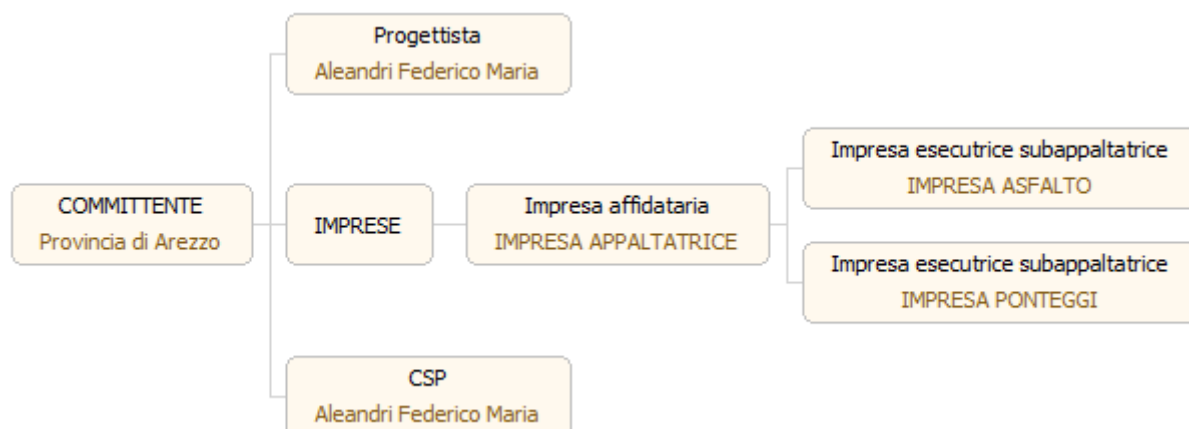 Progettista
Aleandri Federico Maria
COMMITTENTE
Provincia di Arezzo
IMPRESE
Impresa affidataria
IMPRESA APPALTATRICE
Impresa esecutrice subappaltatrice
IMPRESA ASFALTO
Impresa esecutrice subappaltatrice
IMPRESA PONTEGGI
CSP
Aleandri Federico Maria